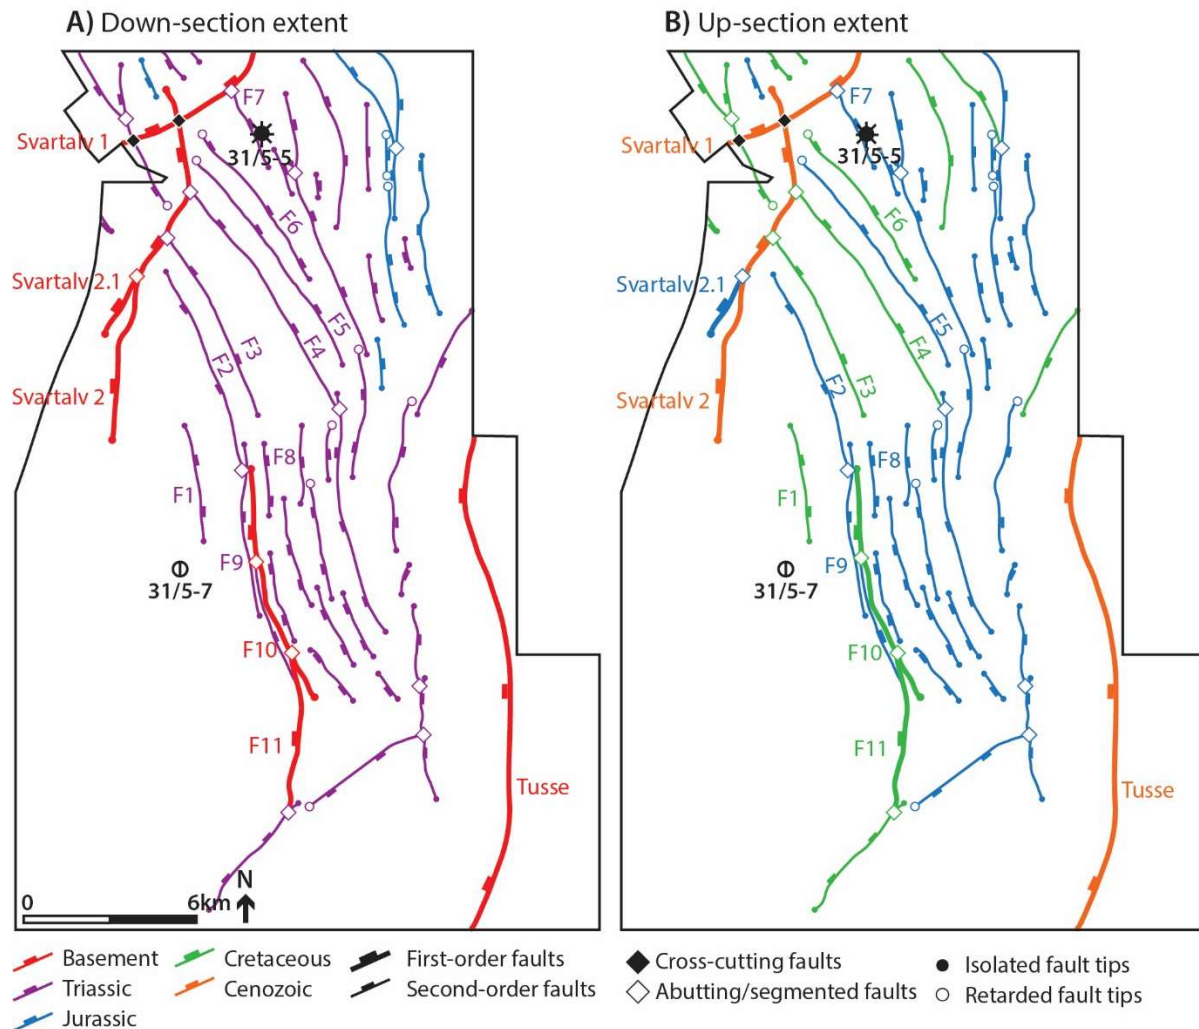 A) Down-section extent
F7
Svartalv 1
31/5-5
F6
Svartalv 2.1
F5
F3
F4
F2
Svartalv 2
F8
F1
F9
31/5-7
F10
F11
Tusse
N
0 6km
B) Up-section extent
F7
Svartalv 1
31/5-5
F6
Svartalv 2.1
F5
F4
F3
F2
Svartalv 2
F8
F1
F9
31/5-7
F10
F11
Tusse
Basement
Triassic
Jurassic
Cretaceous
Cenozoic
First-order faults
Second-order faults
Cross-cutting faults
Abutting/segmented faults
Isolated fault tips
Retarded fault tips